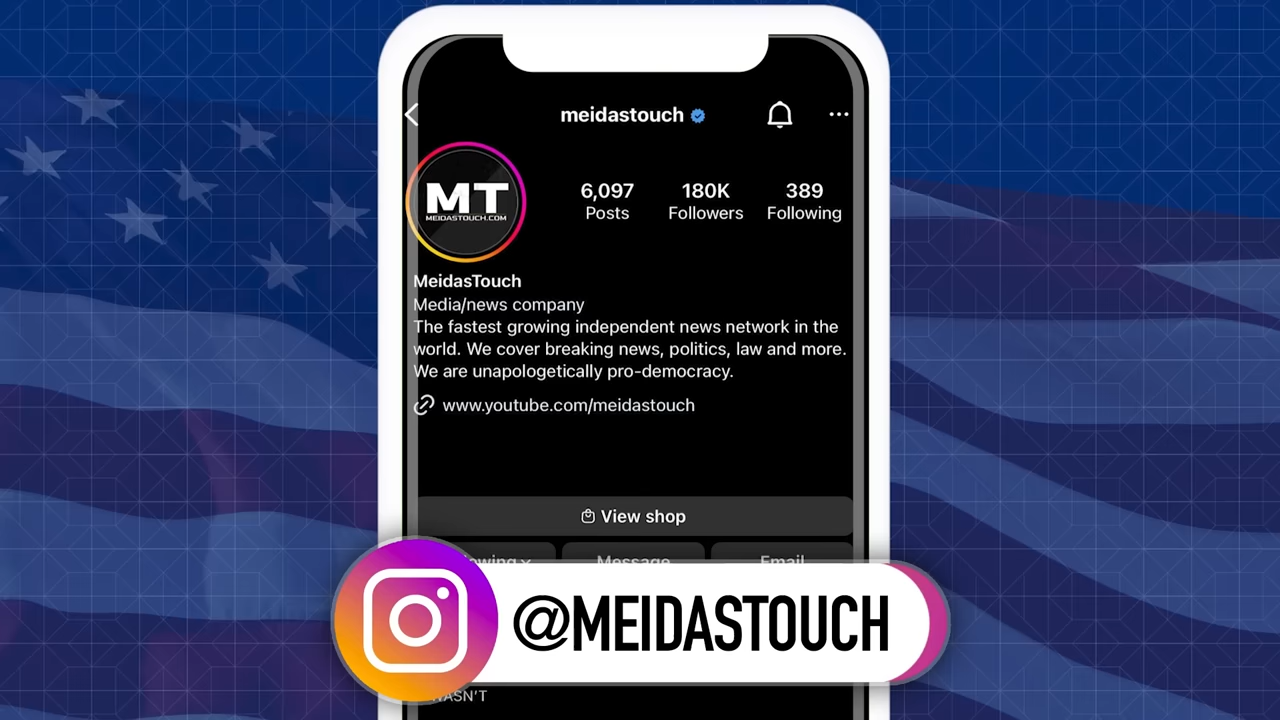 meidastouch
MT
MEIDASTOUCH.COM
6,097 180K 389
Posts Followers Following
MeidasTouch
Media/news company
The fastest growing independent news network in the
world. We cover breaking news, politics, law and more.
We are unapologetically pro-democracy.
www.youtube.com/meidastouch
View shop
Message Email
@MEIDASTOUCH